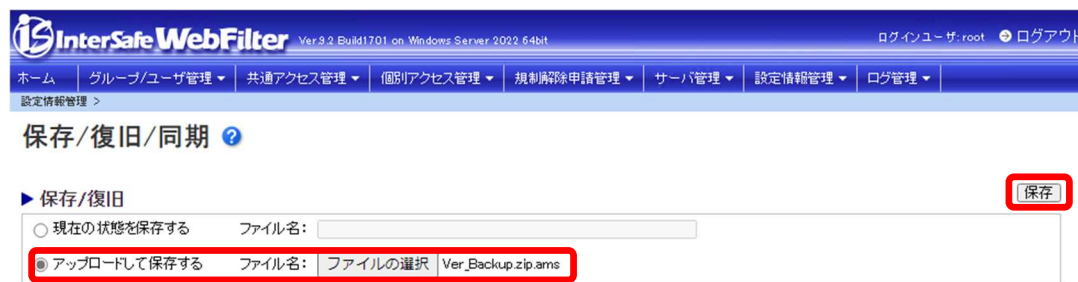 InterSafe WebFilter Ver.9.2 Build1701 on Windows Server 2022 64bit ログインユーザ: root ログアウト
ホーム グループ/ユーザ管理 共通アクセス管理 個別アクセス管理 規制解除申請管理 サーバ管理 設定情報管理 ログ管理
設定情報管理 >
保存/復旧/同期 ?
保存/復旧 保存
現在の状態を保存する ファイル名:
アップロードして保存する ファイル名: ファイルの選択 Ver_Backup.zip.ams